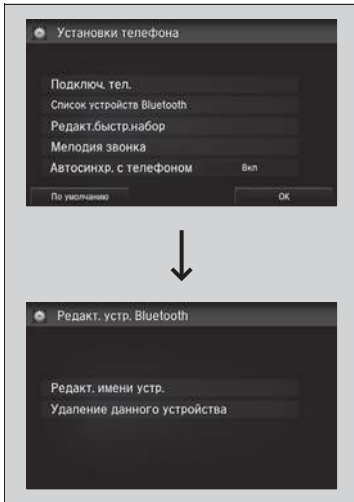 Установки телефона
Подключ. тел.
Список устройств Bluetooth
Редакт.быстр.набор
Мелодия звонка
Автосинхр. с телефоном Вкл
По умолчанию OK
Редакт. устр. Bluetooth
Редакт. имени устр.
Удаление данного устройства